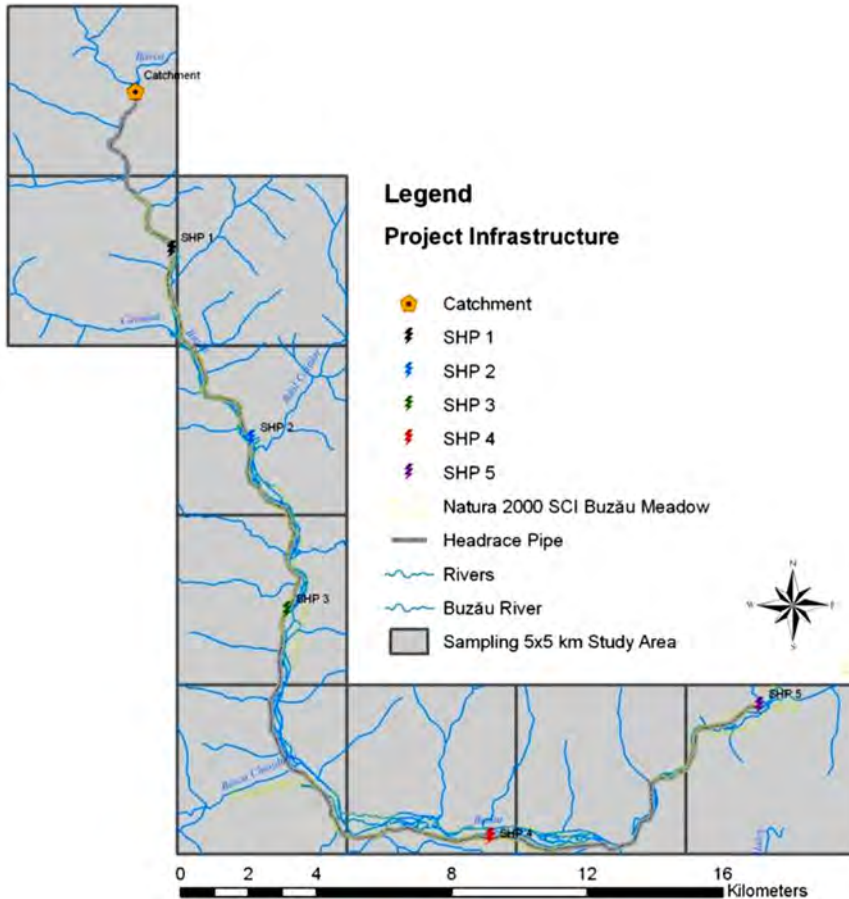 Catchment
SHP 1
Legend
Project Infrastructure
Catchment
SHP 1
SHP 2
SHP 3
SHP 4
SHP 5
Natura 2000 SCI Buzău Meadow
Headrace Pipe
Rivers
Buzău River
Sampling 5x5 km Study Area
SHP 2
N
W
S
SHP 3
SHP 5
SHP 4
0 2 4 8 12 16
Kilometers